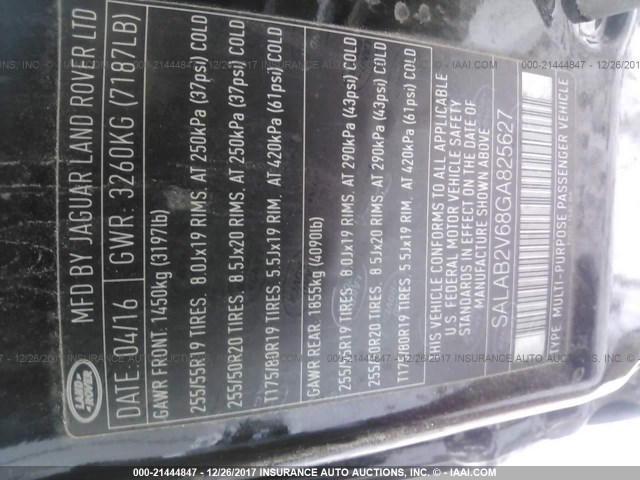 LAND ROVER
MFD BY JAGUAR LAND ROVER LTD
DATE: 04/16 GWR: 3260KG (7187LB)
GAWR FRONT: 1450kg (3197lb)
255/55R19 TIRES. 8.0Jx19 RIMS. AT 250kPa (37psi) COLD
255/50R20 TIRES. 8.5Jx20 RIMS. AT 250kPa (37psi) COLD
T175/80R19 TIRES 5.5Jx19 RIM. AT 420kPa (61psi) COLD
GAWR REAR: 1855kg (4090lb)
255/55R19 TIRES. 8.0Jx19 RIMS. AT 290kPa (43psi) COLD
255/50R20 TIRES. 8.5Jx20 RIMS. AT 290kPa (43psi) COLD
T175/80R19 TIRES 5.5Jx19 RIM. AT 420kPa (61psi) COLD
THIS VEHICLE CONFORMS TO ALL APPLICABLE
U.S. FEDERAL MOTOR VEHICLE SAFETY
STANDARDS IN EFFECT ON THE DATE OF
MANUFACTURE SHOWN ABOVE
SALAB2V68GA825627
TYPE MULTI-PURPOSE PASSENGER VEHICLE
000-21444847 - 12/26/2017 INSURANCE AUTO AUCTIONS, INC. - © - IAAI.COM